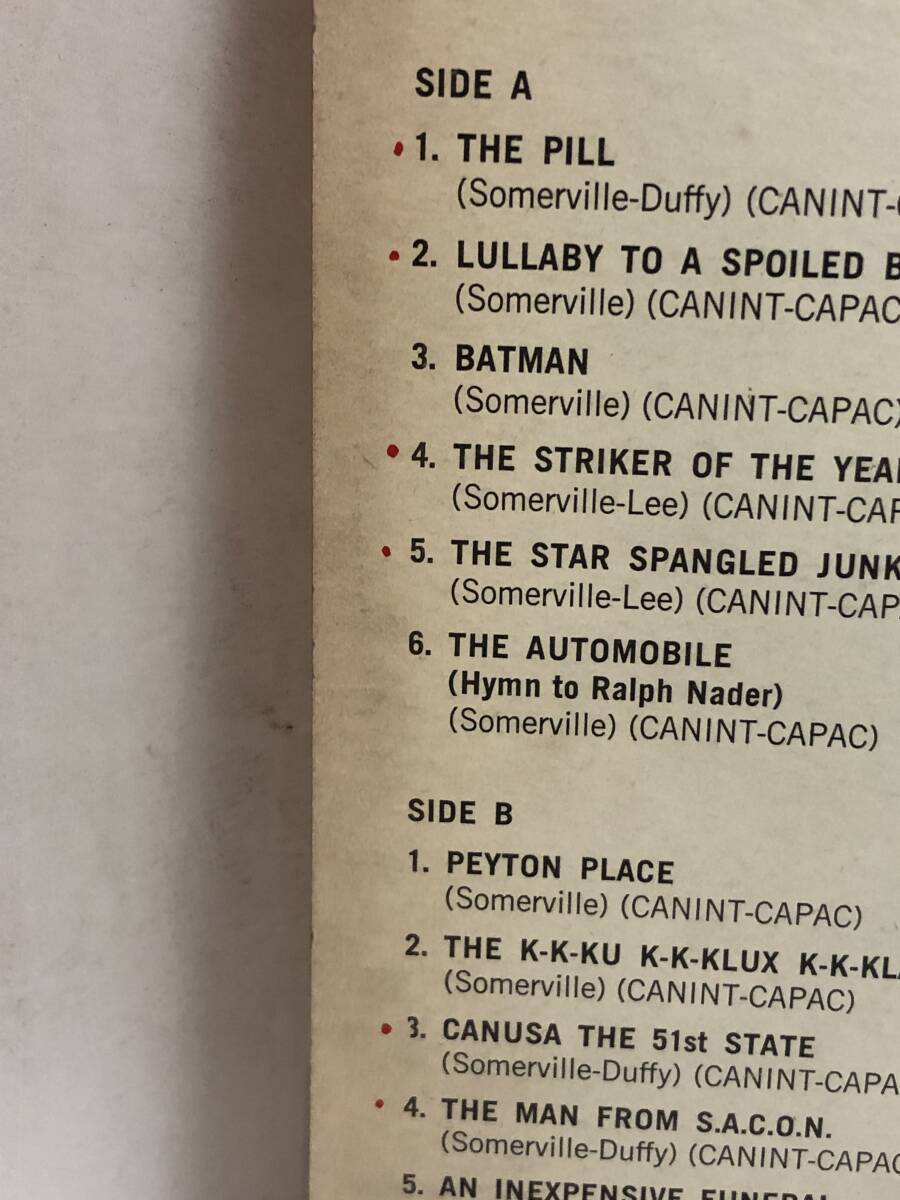 SIDE A
1. THE PILL
(Somerville-Duffy) (CANINT-
2. LULLABY TO A SPOILED B
(Somerville) (CANINT-CAPAC
3. BATMAN
(Somerville) (CANINT-CAPAC)
4. THE STRIKER OF THE YEA
(Somerville-Lee) (CANINT-CAP
5. THE STAR SPANGLED JUNK
(Somerville-Lee) (CANINT-CAP
6. THE AUTOMOBILE
(Hymn to Ralph Nader)
(Somerville) (CANINT-CAPAC)
SIDE B
1. PEYTON PLACE
(Somerville) (CANINT-CAPAC)
2. THE K-K-KU K-K-KLUX K-K-KLA
(Somerville) (CANINT-CAPAC)
3. CANUSA THE 51st STATE
(Somerville-Duffy) (CANINT-CAPA
4. THE MAN FROM S.A.C.O.N.
(Somerville-Duffy) (CANINT-CAPAC
5. AN INEXPENSIVE FUNERAL